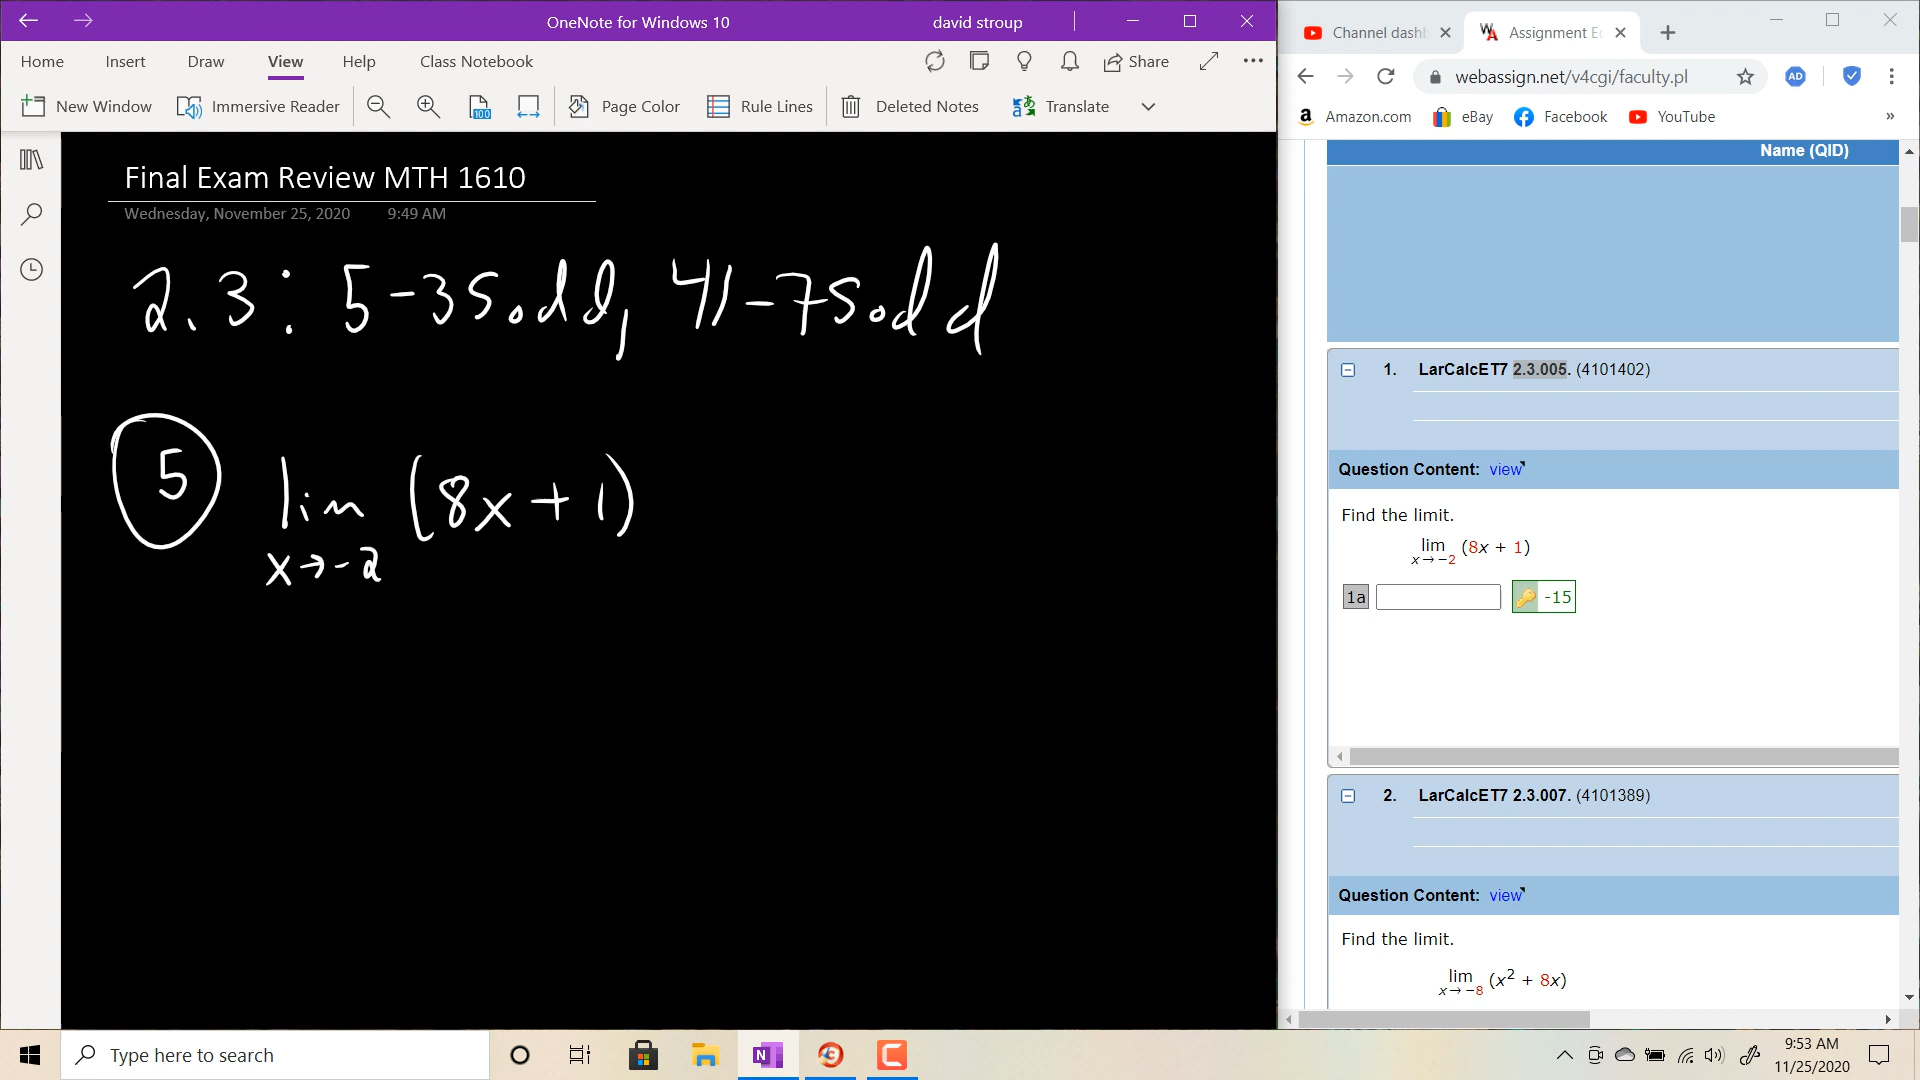 OneNote for Windows 10
david stroup
Home Insert Draw View Help Class Notebook Share
New Window Immersive Reader Page Color Rule Lines Deleted Notes Translate
Final Exam Review MTH 1610
Wednesday, November 25, 2020 9:49 AM
2.3: 5-35odd, 41-75odd
5 lim (8x + 1)
x→-2
Channel dash
Assignment E
webassign.net/v4cgi/faculty.pl
AD
Amazon.com eBay Facebook YouTube »
Name (QID)
1. LarCalcET7 2.3.005. (4101402)
Question Content: view
Find the limit.
lim (8x + 1)
x→−2
1a -15
2. LarCalcET7 2.3.007. (4101389)
Question Content: view
Find the limit.
lim (x² + 8x)
x→−8
Type here to search
9:53 AM
11/25/2020